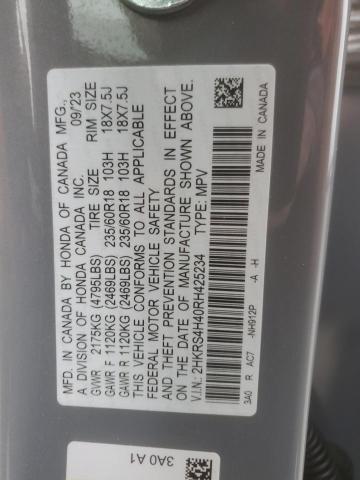 MFD. IN CANADA BY HONDA OF CANADA MFG.,
A DIVISION OF HONDA CANADA INC. 09/'23
GVWR 2175KG (4795LBS) TIRE SIZE RIM SIZE
GAWR F 1120KG (2469LBS) 235/60R18 103H 18X7.5J
GAWR R 1120KG (2469LBS) 235/60R18 103H 18X7.5J
THIS VEHICLE CONFORMS TO ALL APPLICABLE
FEDERAL MOTOR VEHICLE SAFETY
AND THEFT PREVENTION STANDARDS IN EFFECT
ON THE DATE OF MANUFACTURE SHOWN ABOVE.
V.I.N: 2HKRS4H40RH425234 TYPE: MPV
3A0 R AC7 -NH912P -A -H MADE IN CANADA
3A0 A1